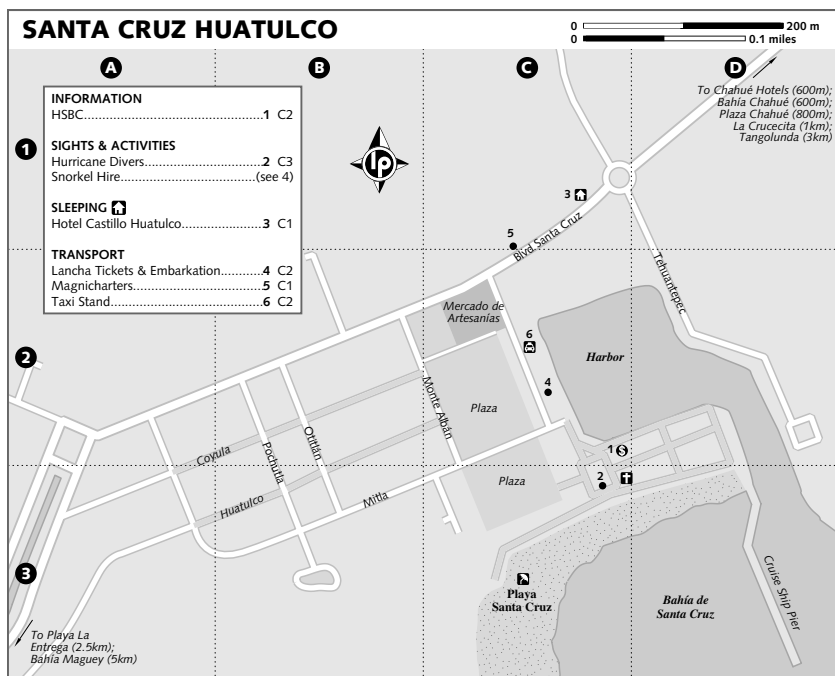 SANTA CRUZ HUATULCO
0 200 m
0 0.1 miles
A
B
C
D
To Chahué Hotels (600m);
Bahía Chahué (600m);
Plaza Chahué (800m);
La Crucecita (1km);
Tangolunda (3km)
INFORMATION
HSBC...............................................1 C2
SIGHTS & ACTIVITIES
Hurricane Divers..........................2 C3
Snorkel Hire............................(see 4)
SLEEPING
Hotel Castillo Huatulco................3 C1
TRANSPORT
Lancha Tickets & Embarkation.........4 C2
Magnicharters..............................5 C1
Taxi Stand....................................6 C2
1
lp
3
5
Blvd Santa Cruz
Tehuantepec
Mercado de
Artesanías
6
2
Harbor
4
Plaza
Monte Albán
Otitlán
Pochutla
Coyula
1
$
Plaza
2
Huatulco
Mitla
3
Playa
Santa Cruz
Bahía de
Santa Cruz
Cruise Ship Pier
To Playa La
Entrega (2.5km);
Bahía Maguey (5km)